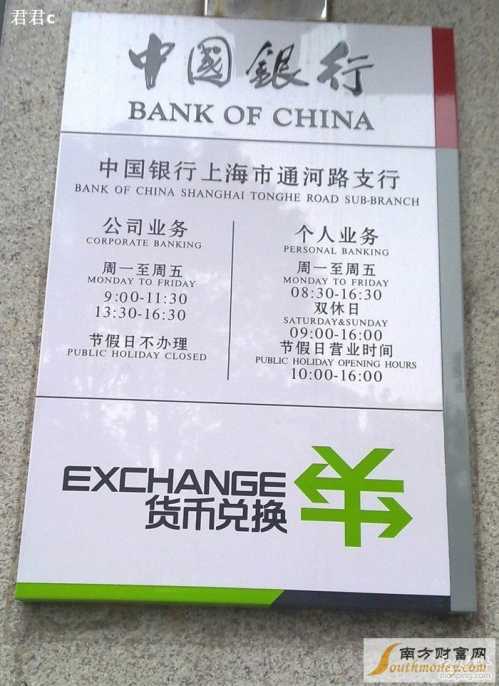 君君c
中國銀行
BANK OF CHINA
中国银行上海市通河路支行
BANK OF CHINA SHANGHAI TONGHE ROAD SUB-BRANCH
公司业务
CORPORATE BANKING
周一至周五
MONDAY TO FRIDAY
9:00-11:30
13:30-16:30
节假日不办理
PUBLIC HOLIDAY CLOSED
个人业务
PERSONAL BANKING
周一至周五
MONDAY TO FRIDAY
08:30-16:30
双休日
SATURDAY&SUNDAY
09:00-16:00
节假日营业时间
PUBLIC HOLIDAY OPENING HOURS
10:00-16:00
EXCHANGE
货币兑换
南方财富网
Southmoney.com